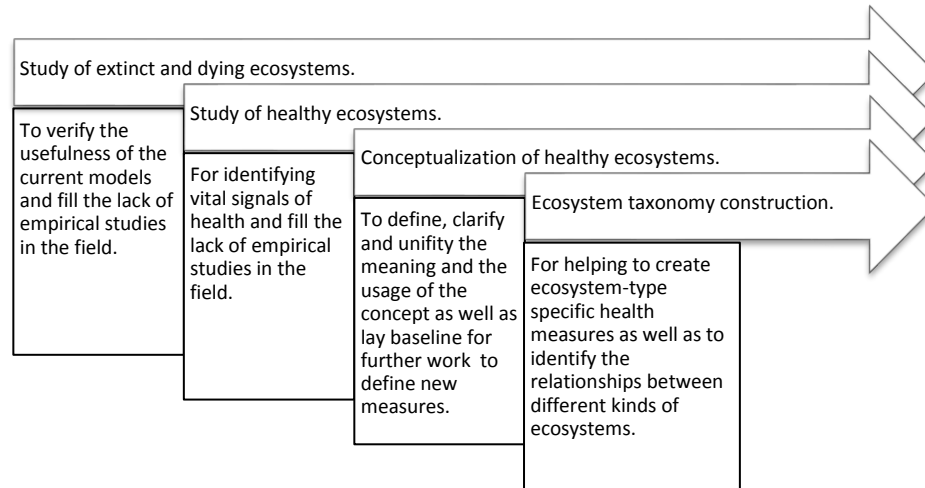 Study of extinct and dying ecosystems.
To verify the
usefulness of the
current models
and fill the lack of
empirical studies
in the field.
Study of healthy ecosystems.
For identifying
vital signals of
health and fill the
lack of empirical
studies in the
field.
Conceptualization of healthy ecosystems.
To define, clarify
and unifity the
meaning and the
usage of the
concept as well as
lay baseline for
further work to
define new
measures.
Ecosystem taxonomy construction.
For helping to create
ecosystem-type
specific health
measures as well as to
identify the
relationships between
different kinds of
ecosystems.